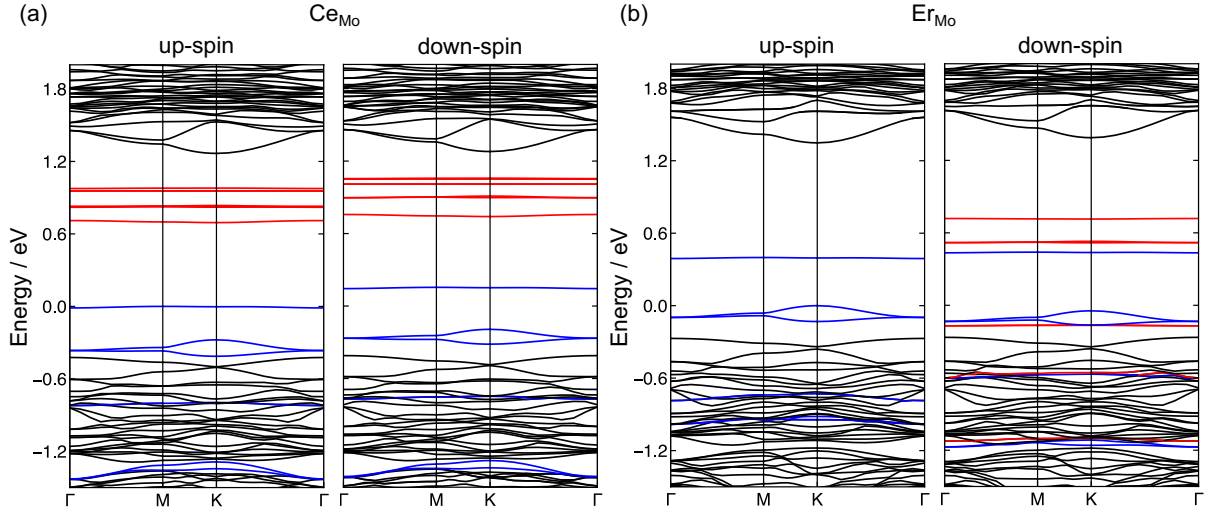 (a) Ce_Mo (b) Er_Mo
up-spin down-spin up-spin down-spin
Energy / eV
1.8
1.2
0.6
0.0
−0.6
−1.2
Γ M K Γ Γ M K Γ
Energy / eV
1.8
1.2
0.6
0.0
−0.6
−1.2
Γ M K Γ Γ M K Γ